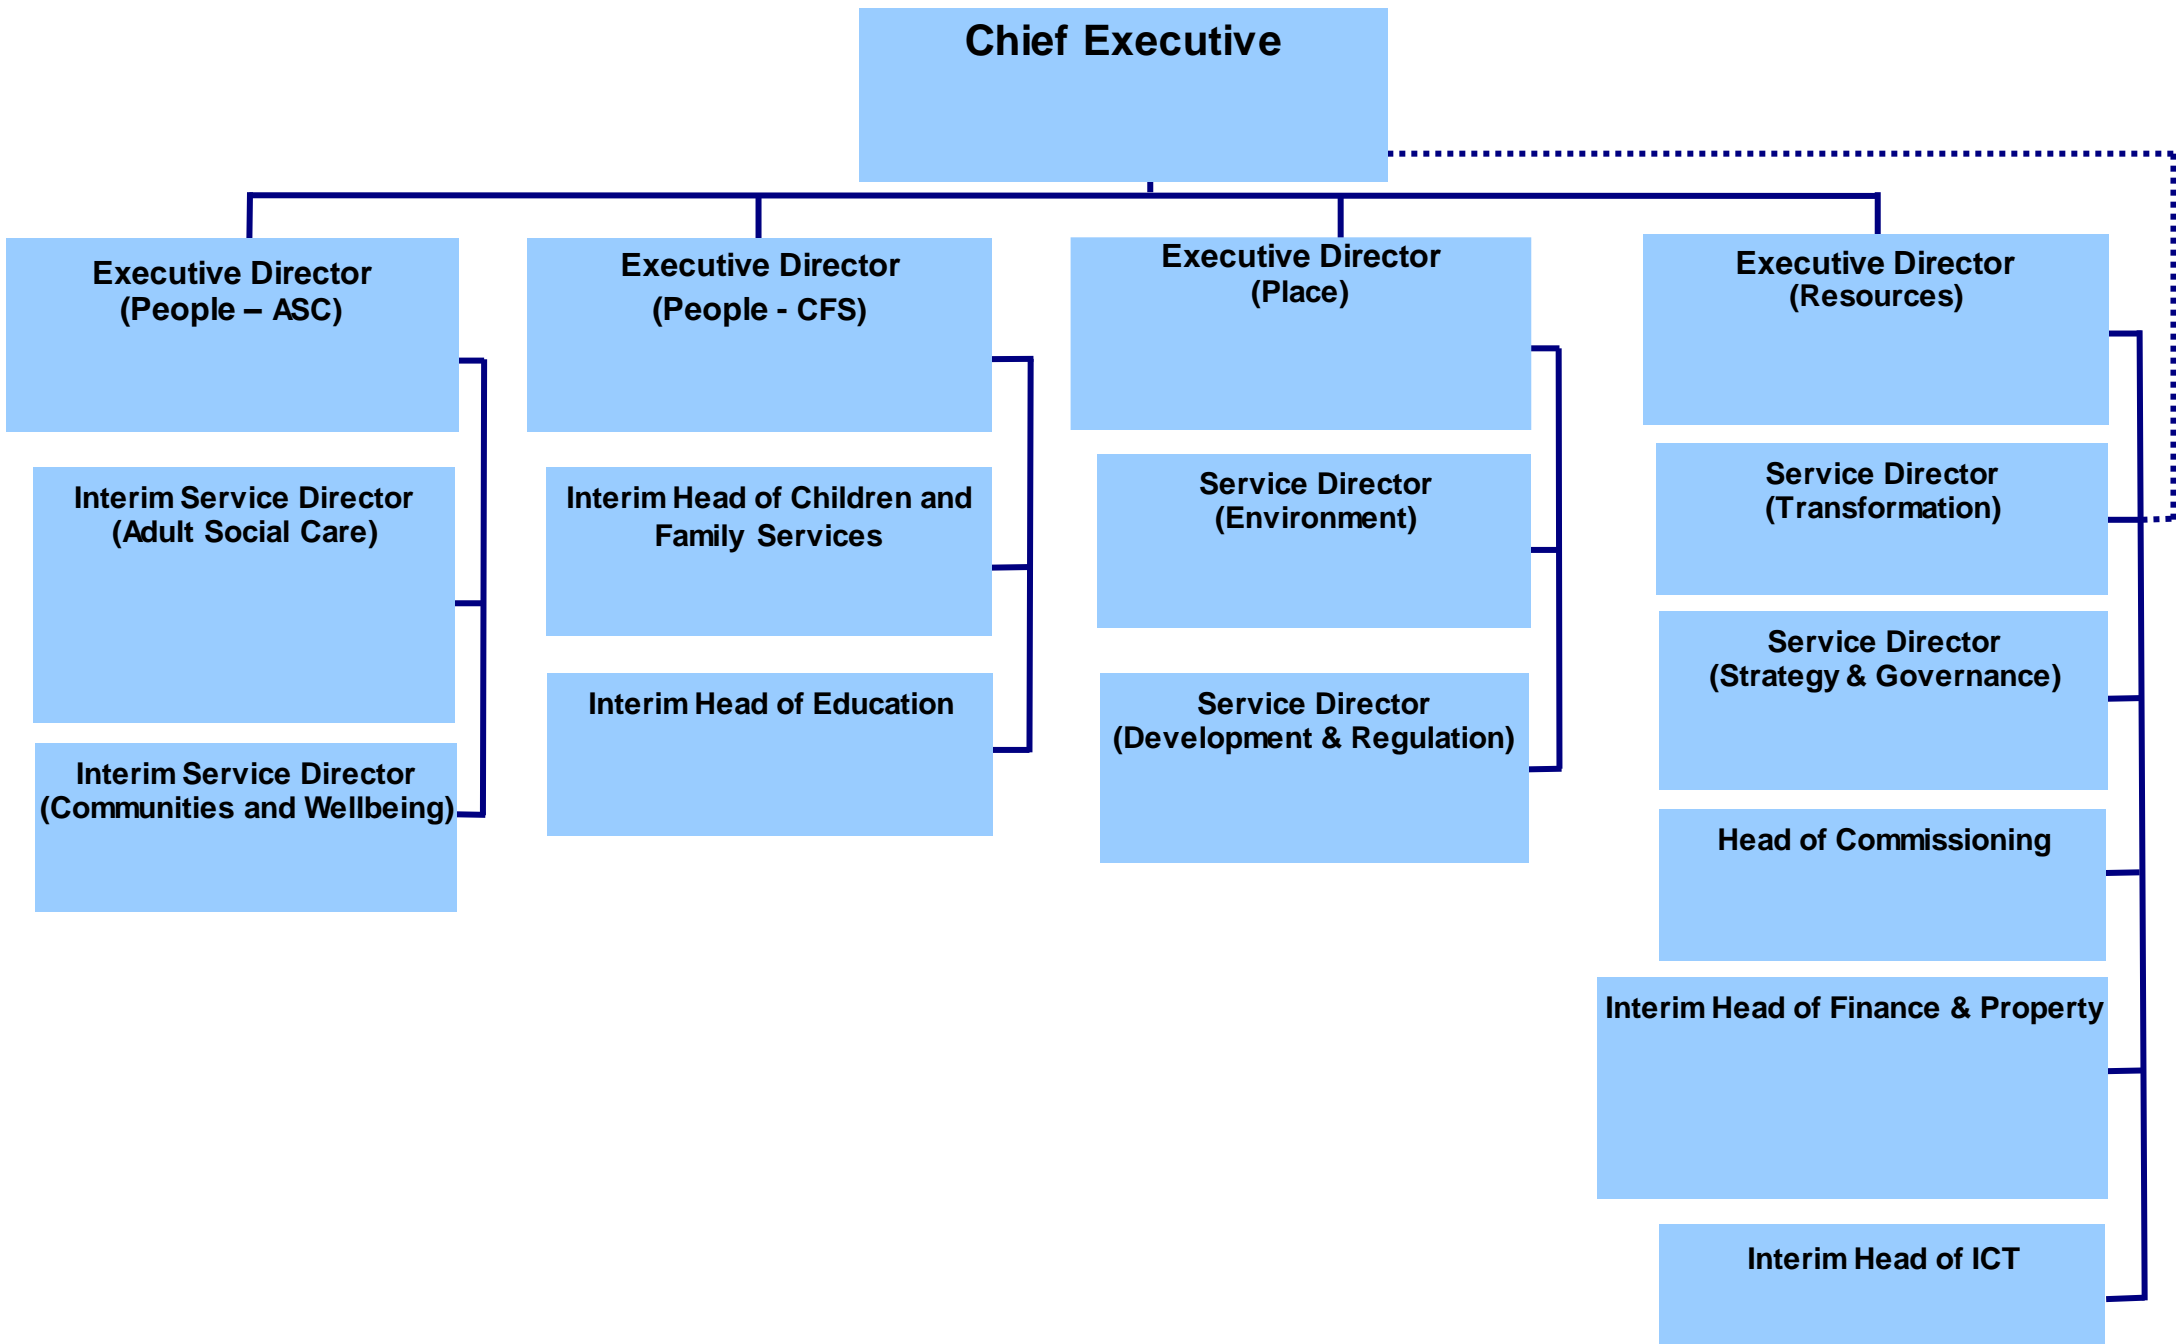 Chief Executive
Executive Director
(People – ASC)
Interim Service Director
(Adult Social Care)
Interim Service Director
(Communities and Wellbeing)
Executive Director
(People - CFS)
Interim Head of Children and
Family Services
Interim Head of Education
Executive Director
(Place)
Service Director
(Environment)
Service Director
(Development & Regulation)
Executive Director
(Resources)
Service Director
(Transformation)
Service Director
(Strategy & Governance)
Head of Commissioning
Interim Head of Finance & Property
Interim Head of ICT